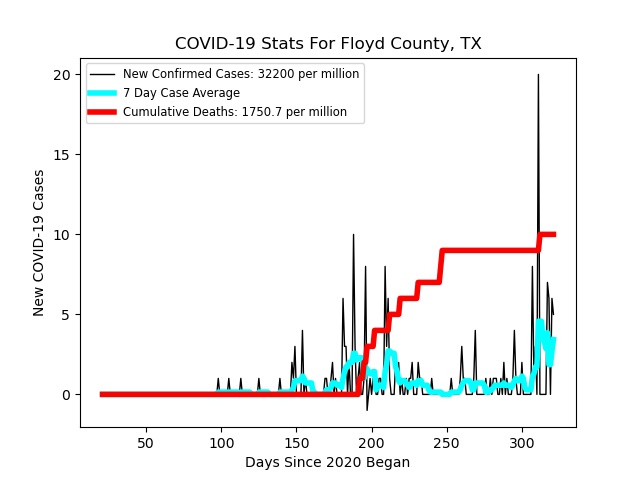 COVID-19 Stats For Floyd County, TX
New Confirmed Cases: 32200 per million
7 Day Case Average
Cumulative Deaths: 1750.7 per million
New COVID-19 Cases
20
15
10
5
0
50 100 150 200 250 300
Days Since 2020 Began